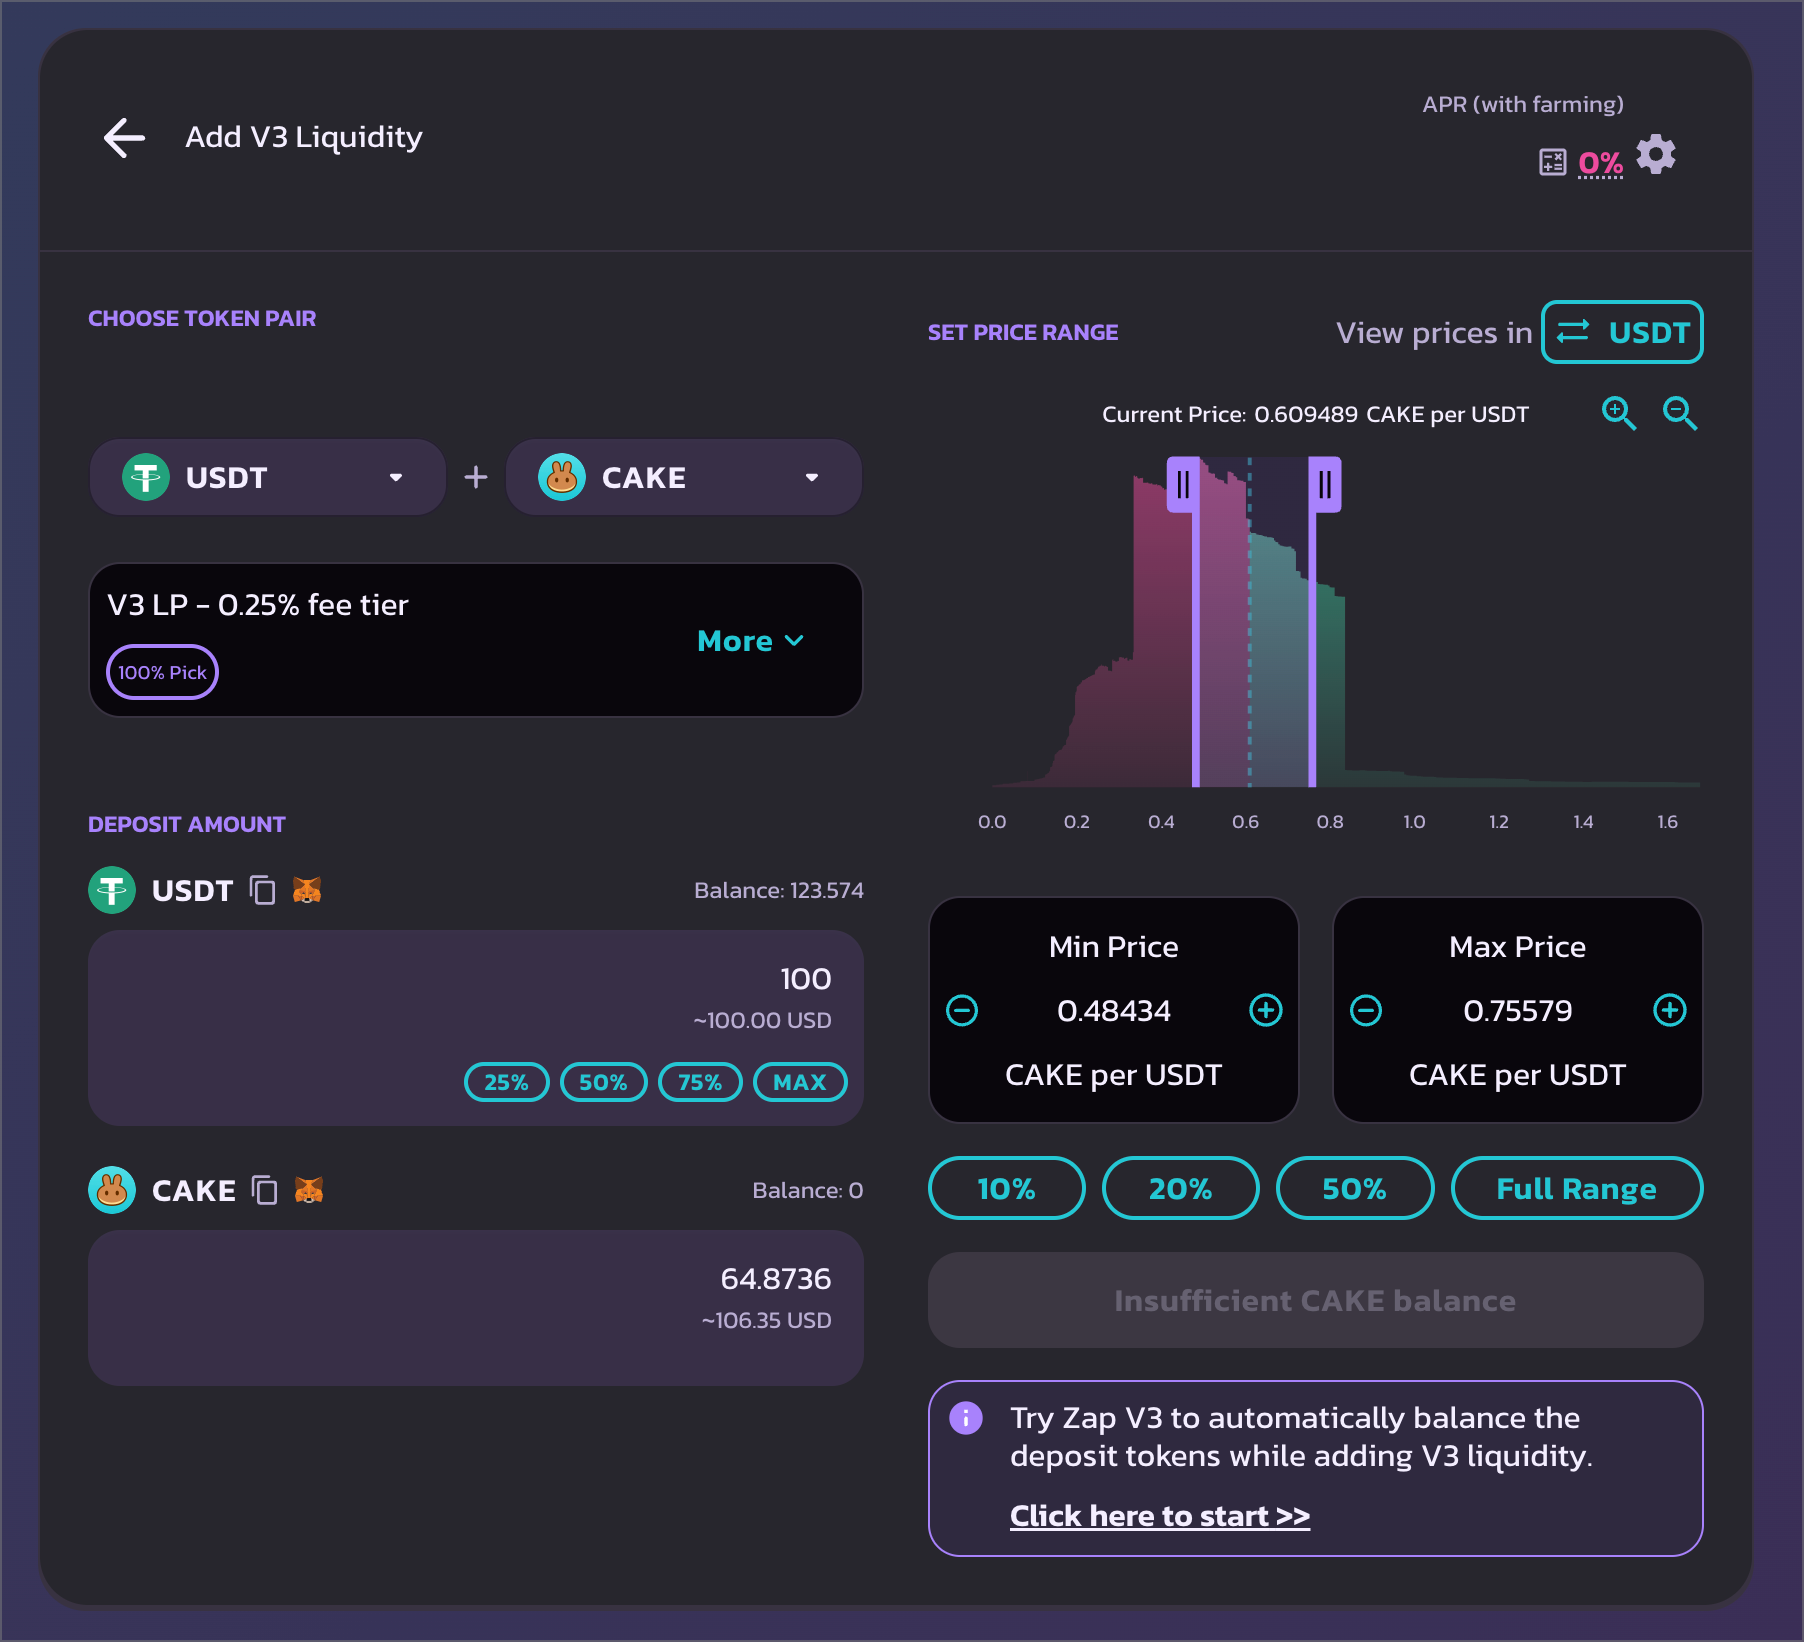 Add V3 Liquidity
APR (with farming)
0%
CHOOSE TOKEN PAIR
USDT + CAKE
V3 LP - 0.25% fee tier
100% Pick
More
DEPOSIT AMOUNT
USDT
Balance: 123.574
100
~100.00 USD
25% 50% 75% MAX
CAKE
Balance: 0
64.8736
~106.35 USD
SET PRICE RANGE
View prices in USDT
Current Price: 0.609489 CAKE per USDT
0.0 0.2 0.4 0.6 0.8 1.0 1.2 1.4 1.6
Min Price
0.48434
CAKE per USDT
Max Price
0.75579
CAKE per USDT
10% 20% 50% Full Range
Insufficient CAKE balance
Try Zap V3 to automatically balance the
deposit tokens while adding V3 liquidity.
Click here to start >>